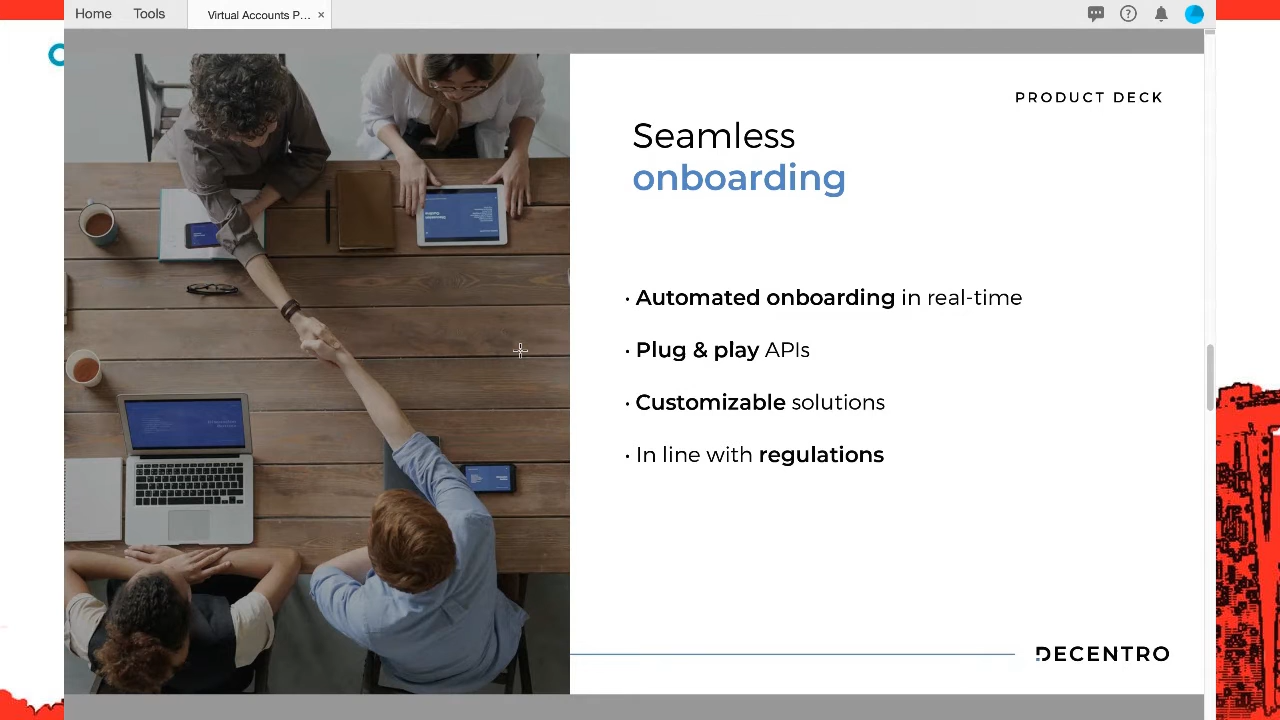 Home Tools Virtual Accounts P... ×
PRODUCT DECK
Seamless
onboarding
· Automated onboarding in real-time
· Plug & play APIs
· Customizable solutions
· In line with regulations
DECENTRO